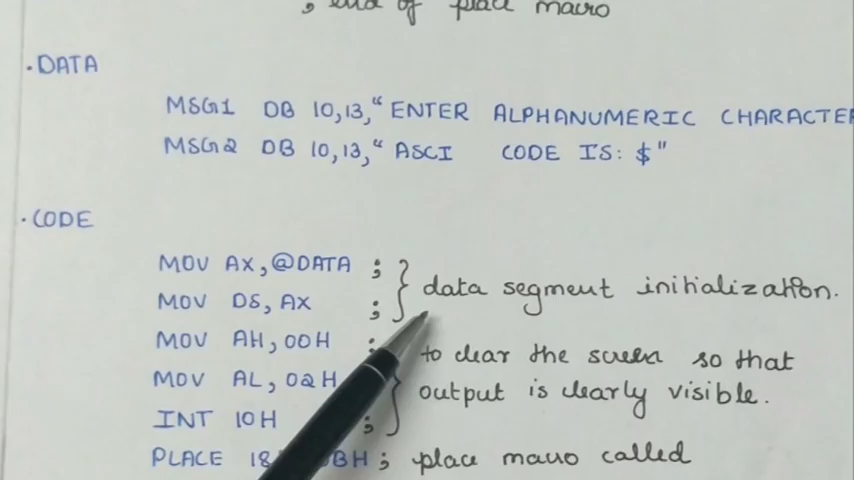 ; end of place macro
.DATA
MSG1 DB 10,13,“ENTER ALPHANUMERIC CHARACTE
MSG2 DB 10,13,“ASCI CODE IS: $"
.CODE
MOV AX,@DATA ; data segment initialization.
MOV DS, AX ;
MOV AH, 00H ; to clear the screen so that
MOV AL, 02H output is clearly visible.
INT 10H ;
PLACE 18 BH ; place macro called